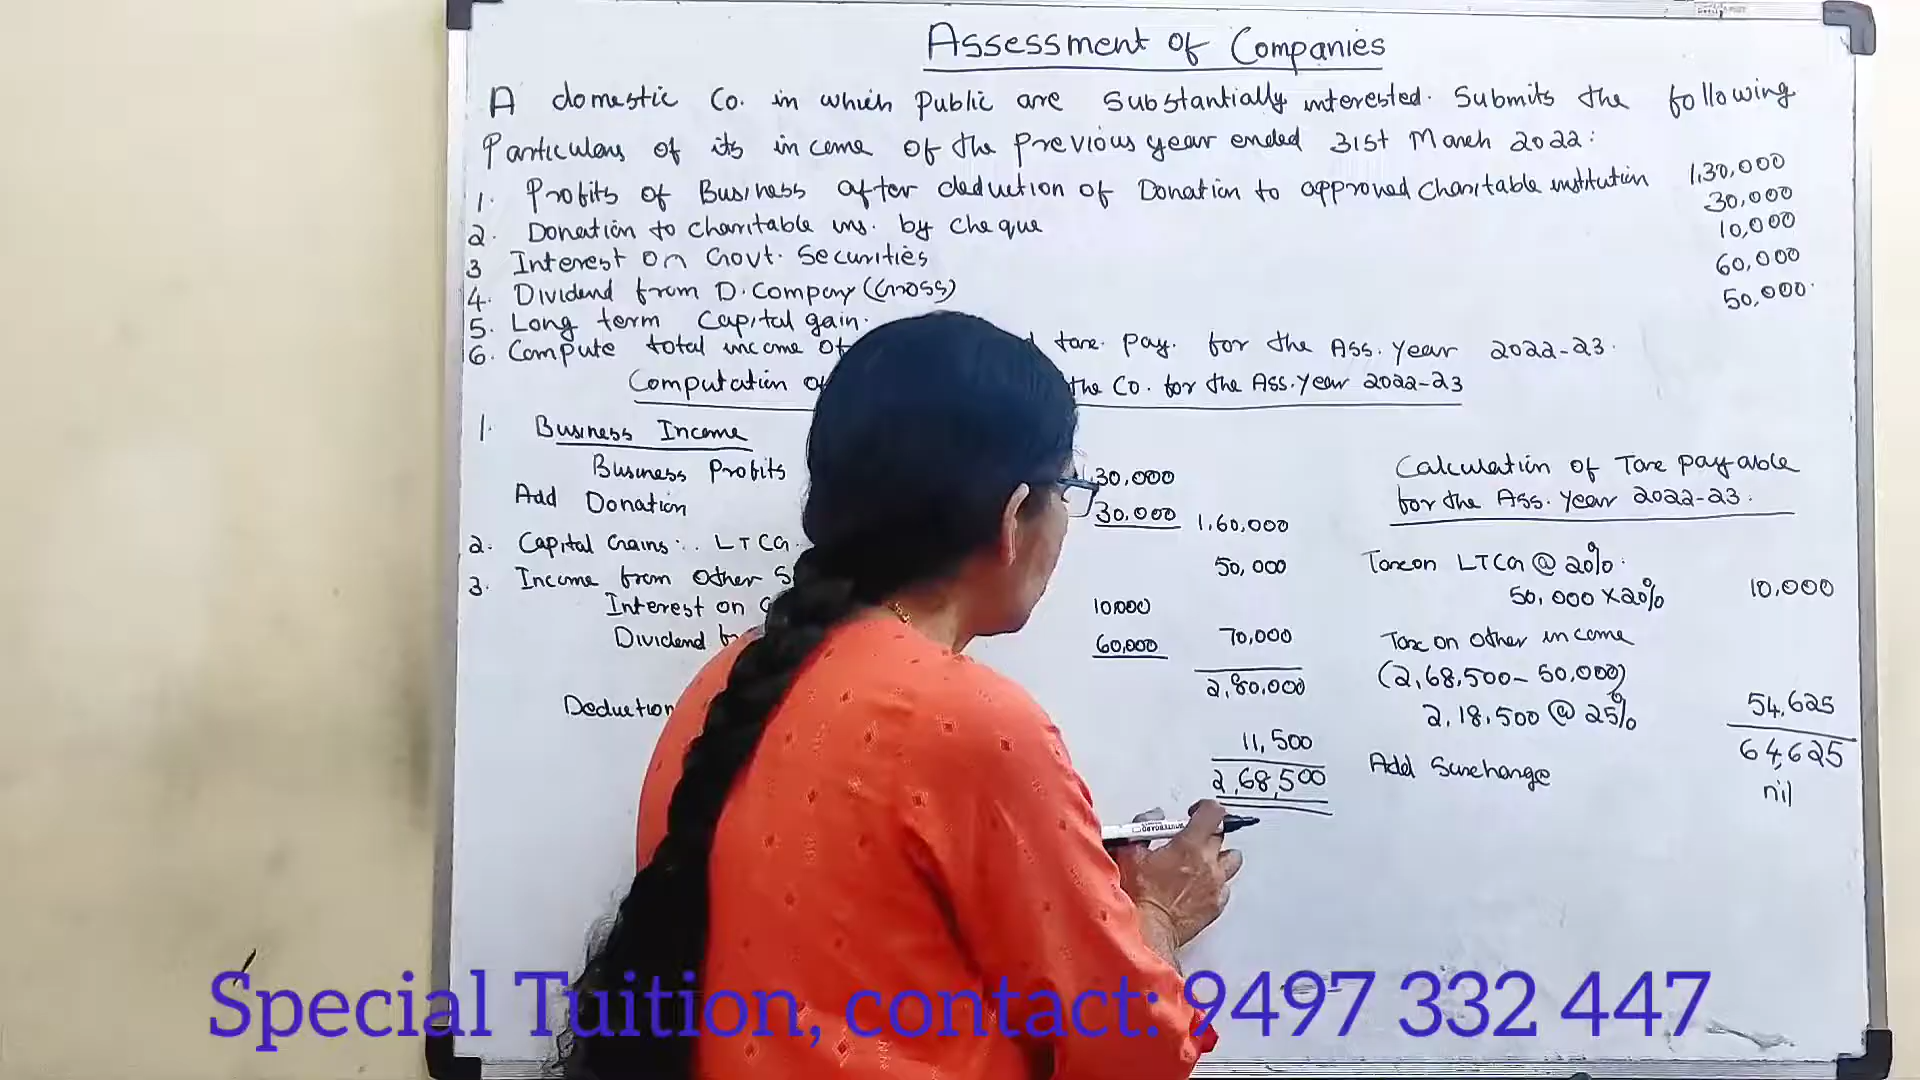 Assessment of Companies
A domestic Co. in which Public are Substantially interested. Submits the following
Particulars of its income of the previous year ended 31st March 2022:
1. Profits of Business after deduction of Donation to approved charitable institution 1,30,000
2. Donation to charitable ins. by cheque 30,000
3 Interest on Govt. Securities 10,000
4. Dividend from D. Company (Gross) 60,000
5. Long term Capital gain. 50,000.
6. Compute total income of tax pay. for the Ass. year 2022-23.
Computation of the Co. for the Ass. Year 2022-23
1. Business Income
Business Profits 30,000
Add Donation 30,000 1,60,000
2. Capital Gains: LTCG 50,000
3. Income from other S
Interest on G 10,000
Dividend 60,000 70,000
2,80,000
Deduction 11,500
2,68,500
Calculation of Tax payable
for the Ass. Year 2022-23.
Tax on LTCG @ 20%.
50,000 x 20% 10,000
Tax on other income
(2,68,500 - 50,000)
2,18,500 @ 25% 54,625
64,625
Add Surcharge nil
Special Tuition, contact: 9497 332 447